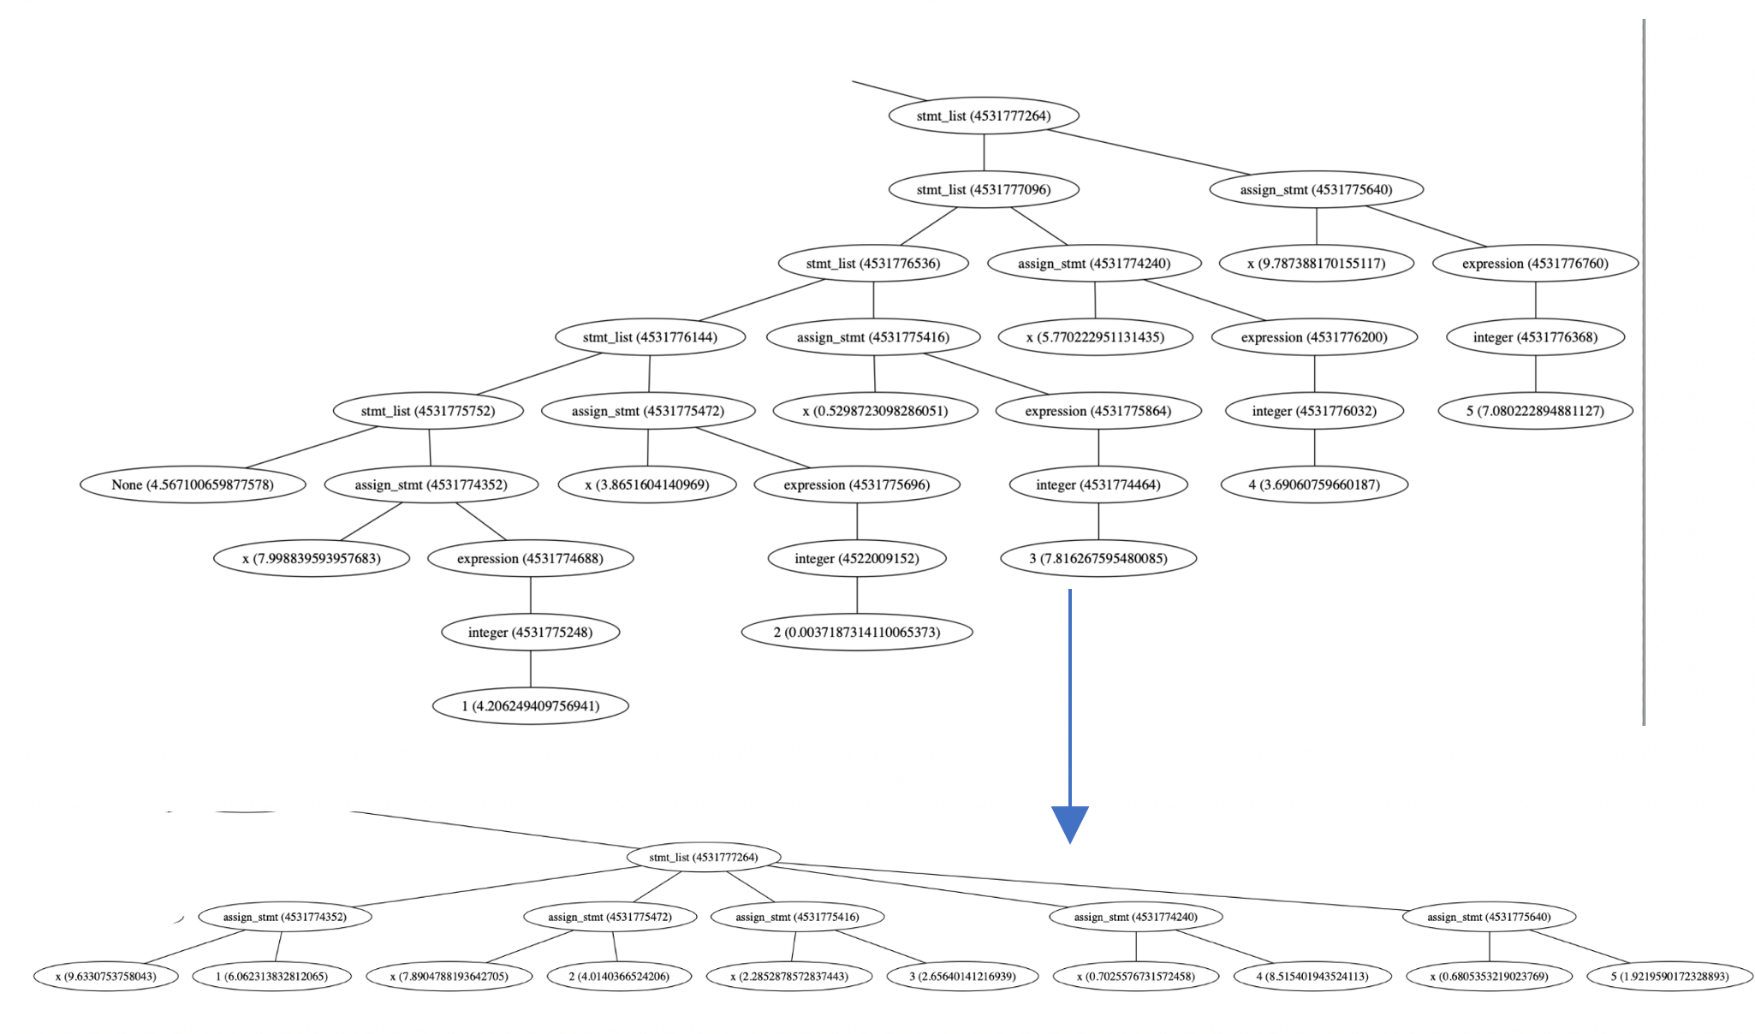 stmt_list (4531777264)
stmt_list (4531777096)
assign_stmt (4531775640)
stmt_list (4531776536)
assign_stmt (4531774240)
x (9.787388170155117)
expression (4531776760)
stmt_list (4531776144)
assign_stmt (4531775416)
x (5.770222951131435)
expression (4531776200)
integer (4531776368)
stmt_list (4531775752)
assign_stmt (4531775472)
x (0.5298723098286051)
expression (4531775864)
integer (4531776032)
5 (7.080222894881127)
None (4.567100659877578)
assign_stmt (4531774352)
x (3.8651604140969)
expression (4531775696)
integer (4531774464)
4 (3.69060759660187)
x (7.998839593957683)
expression (4531774688)
integer (4522009152)
3 (7.816267595480085)
integer (4531775248)
2 (0.0037187314110065373)
1 (4.206249409756941)
stmt_list (4531777264)
assign_stmt (4531774352)
assign_stmt (4531775472)
assign_stmt (4531775416)
assign_stmt (4531774240)
assign_stmt (4531775640)
x (9.6330753758043)
1 (6.062313832812065)
x (7.8904788193642705)
2 (4.0140366524206)
x (2.2852878572837443)
3 (2.65640141216939)
x (0.7025576731572458)
4 (8.515401943524113)
x (0.6805353219023769)
5 (1.9219590172328893)